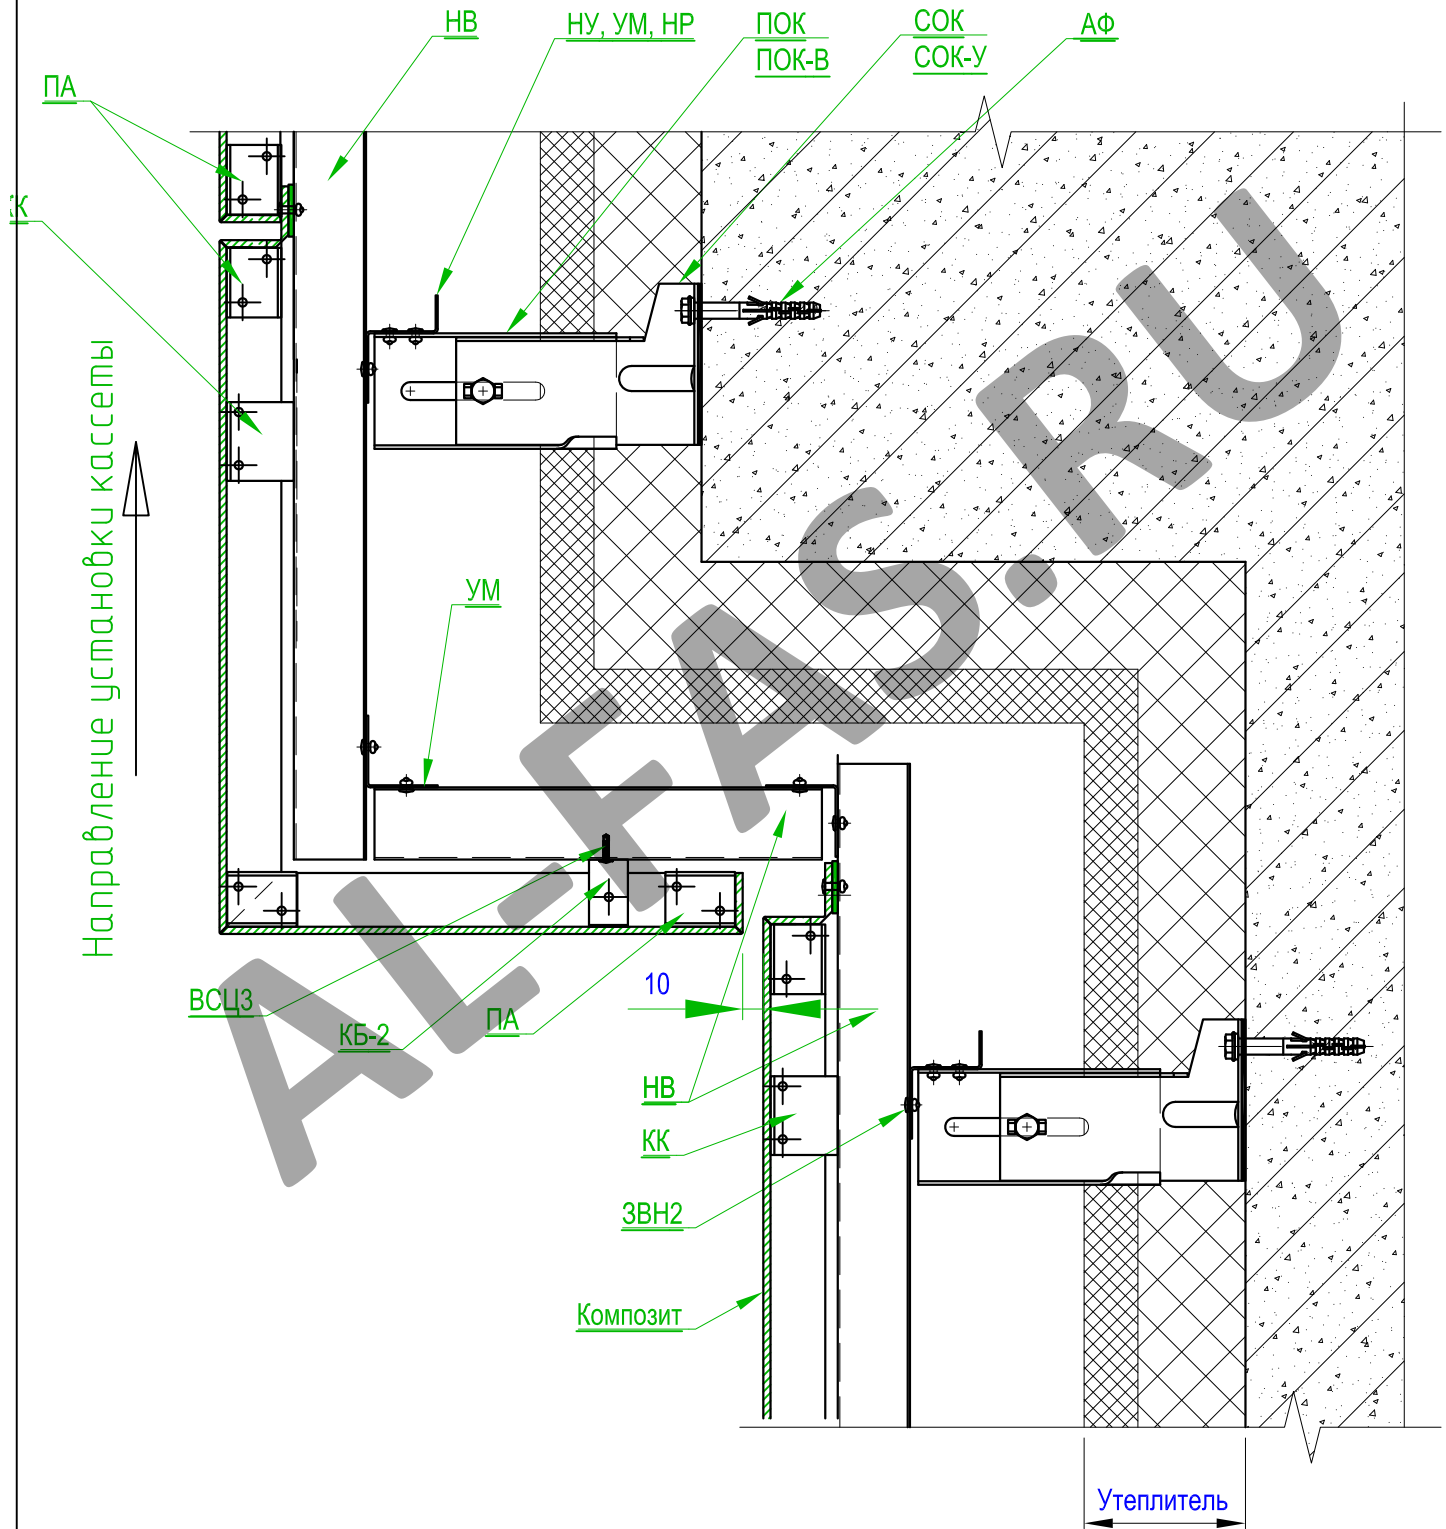 НВ
НУ, УМ, НР
ПОК
ПОК-В
СОК
СОК-У
АФ
ПА
КК
Направление установки кассеты
УМ
ВСЦ3
КБ-2
ПА
10
НВ
КК
ЗВН2
Композит
Утеплитель
AL-FAS.RU